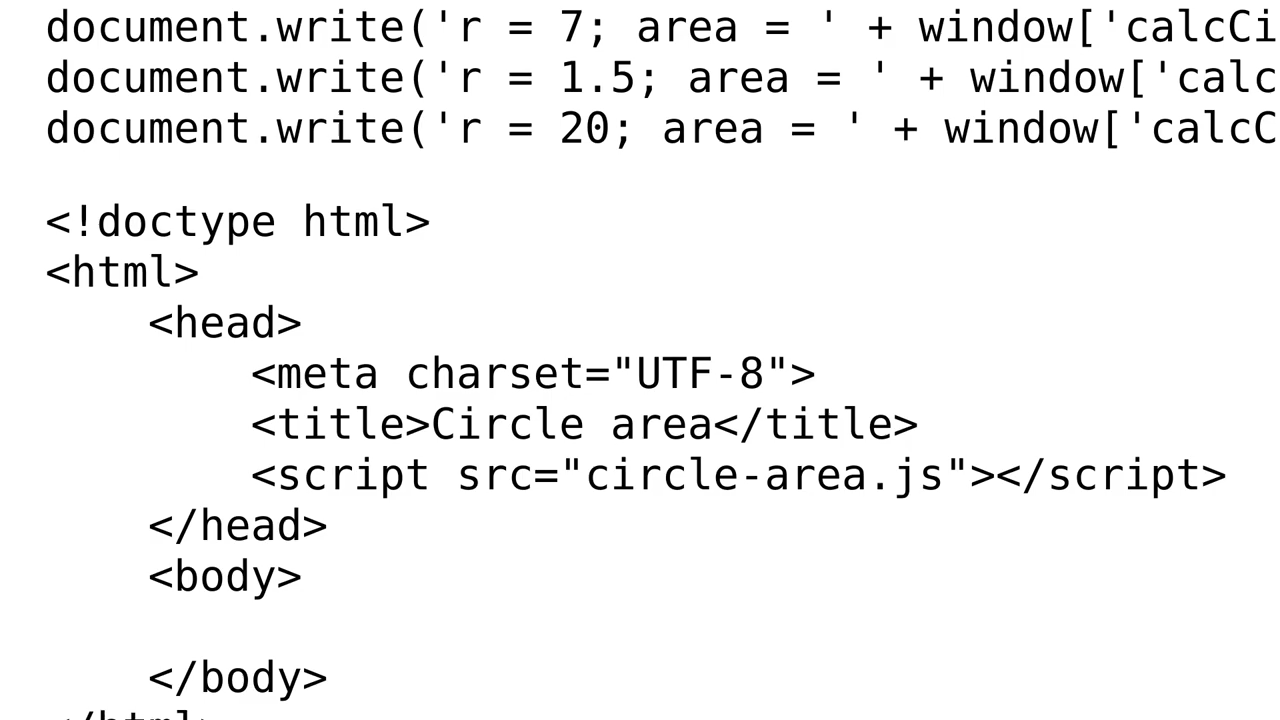 document.write('r = 7; area = ' + window['calcCi
document.write('r = 1.5; area = ' + window['calc
document.write('r = 20; area = ' + window['calcC
<!doctype html>
<html>
<head>
<meta charset="UTF-8">
<title>Circle area</title>
<script src="circle-area.js"></script>
</head>
<body>
</body>
</html>